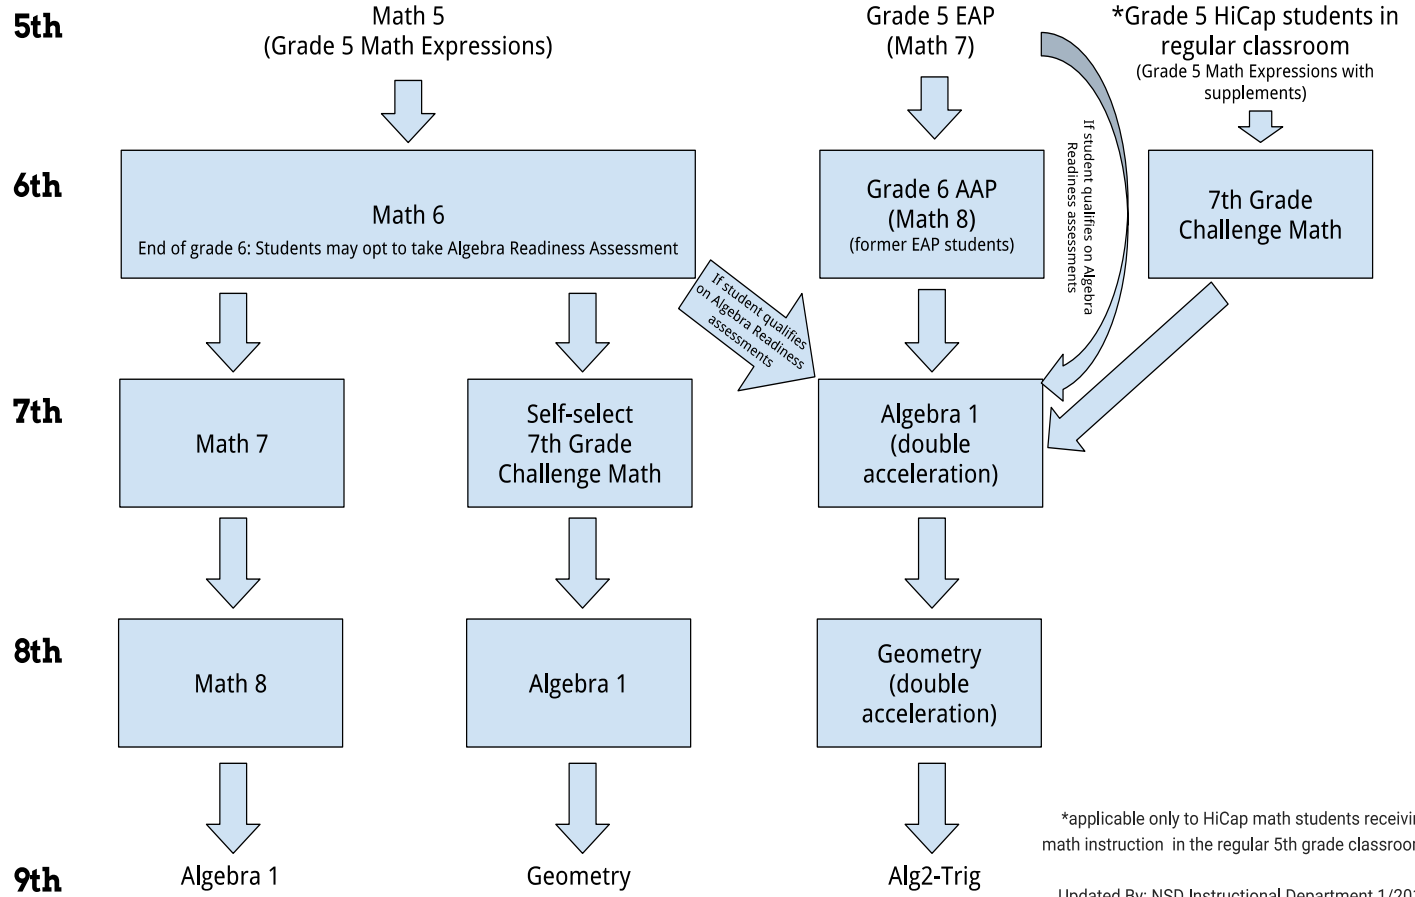 5th
Math 5
(Grade 5 Math Expressions)
Grade 5 EAP
(Math 7)
*Grade 5 HiCap students in
regular classroom
(Grade 5 Math Expressions with
supplements)
If student qualifies on Algebra
Readiness assessments
6th
Math 6
End of grade 6: Students may opt to take Algebra Readiness Assessment
Grade 6 AAP
(Math 8)
(former EAP students)
7th Grade
Challenge Math
If student qualifies
on Algebra Readiness
assessments
7th
Math 7
Self-select
7th Grade
Challenge Math
Algebra 1
(double
acceleration)
8th
Math 8
Algebra 1
Geometry
(double
acceleration)
9th
Algebra 1
Geometry
Alg2-Trig
*applicable only to HiCap math students
math instruction in the regular 5th grade
Updated By: NSD Instructional Department